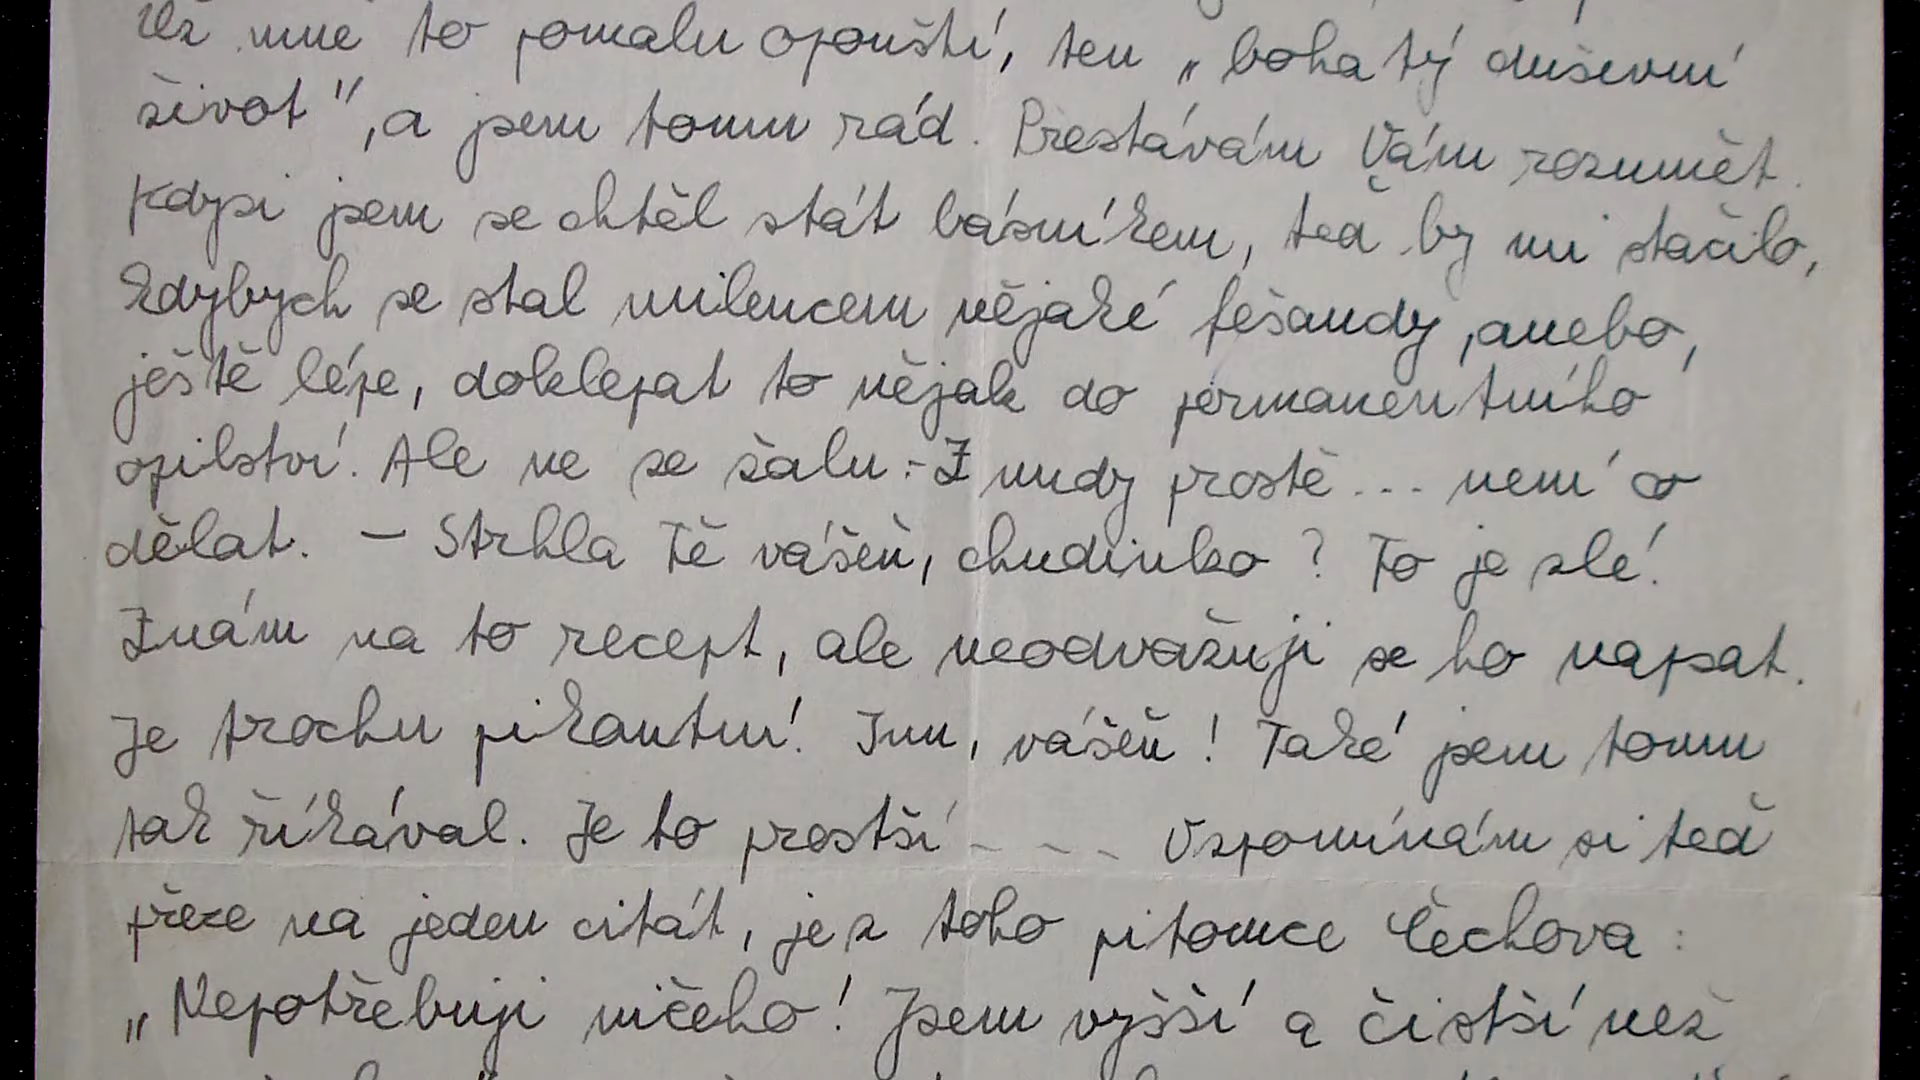 Už mne to pomalu opouští, ten „bohatý duševní
život", a jsem tomu rád. Přestávám Vám rozumět.
Kdysi jsem se chtěl stát básníkem, teď by mi stačilo,
kdybych se stal milencem nějaké fešandy, anebo,
ještě lépe, doklepat to nějak do permanentního
opilství. Ale ne ze žalu. - Z nudy prostě ... není co
dělat. — Strhla Tě vášeň, chudinko? To je zlé!
Znám na to recept, ale neodvažuji se ho napsat.
Je trochu pikantní! Inu, vášeň! Také jsem tomu
tak říkával. Je to prostší - - - - Vzpomínám si teď
přece na jeden citát, je z toho pitomce Čechova:
„Nepotřebuji ničeho! Jsem vyšší a čistší než